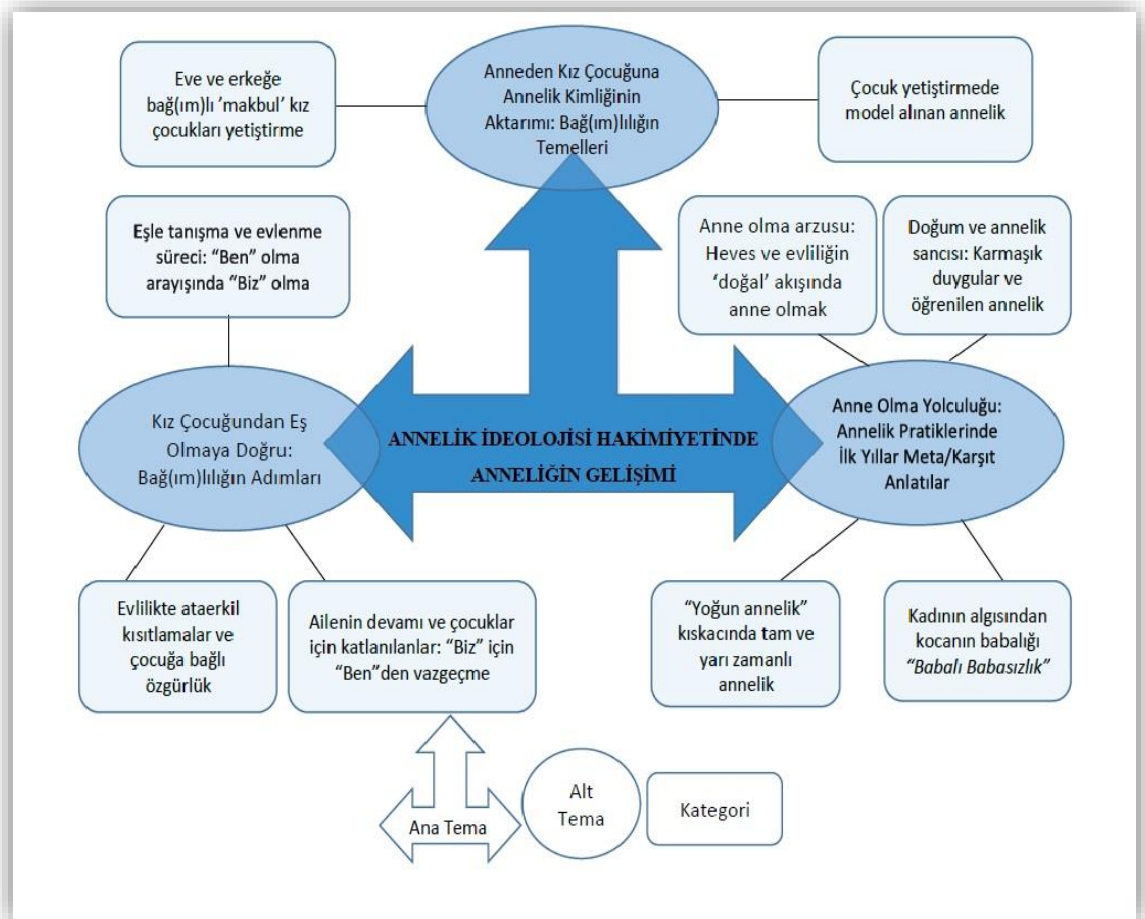 Eve ve erkeğe
bağ(ım)lı 'makbul' kız
çocukları yetiştirme
Anneden Kız Çocuğuna
Annelik Kimliğinin
Aktarımı: Bağ(ım)lılığın
Temelleri
Çocuk yetiştirmede
model alınan annelik
Eşle tanışma ve evlenme
süreci: “Ben” olma
arayışında “Biz” olma
Anne olma arzusu:
Heves ve evliliğin
‘doğal’ akışında
anne olmak
Doğum ve annelik
sancısı: Karmaşık
duygular ve
öğrenilen annelik
Kız Çocuğundan Eş
Olmaya Doğru:
Bağ(ım)lılığın Adımları
ANNELİK İDEOLOJİSİ HAKİMİYETİNDE
ANNELİĞİN GELİŞİMİ
Anne Olma Yolculuğu:
Annelik Pratiklerinde
İlk Yıllar Meta/Karşıt
Anlatılar
Evlilikte ataerkil
kısıtlamalar ve
çocuğa bağlı
özgürlük
Ailenin devamı ve çocuklar
için katlanılanlar: “Biz” için
“Ben”den vazgeçme
“Yoğun annelik”
kıskacında tam ve
yarı zamanlı
annelik
Kadının algısından
kocanın babalığı
“Babalı Babasızlık”
Ana Tema
Alt
Tema
Kategori